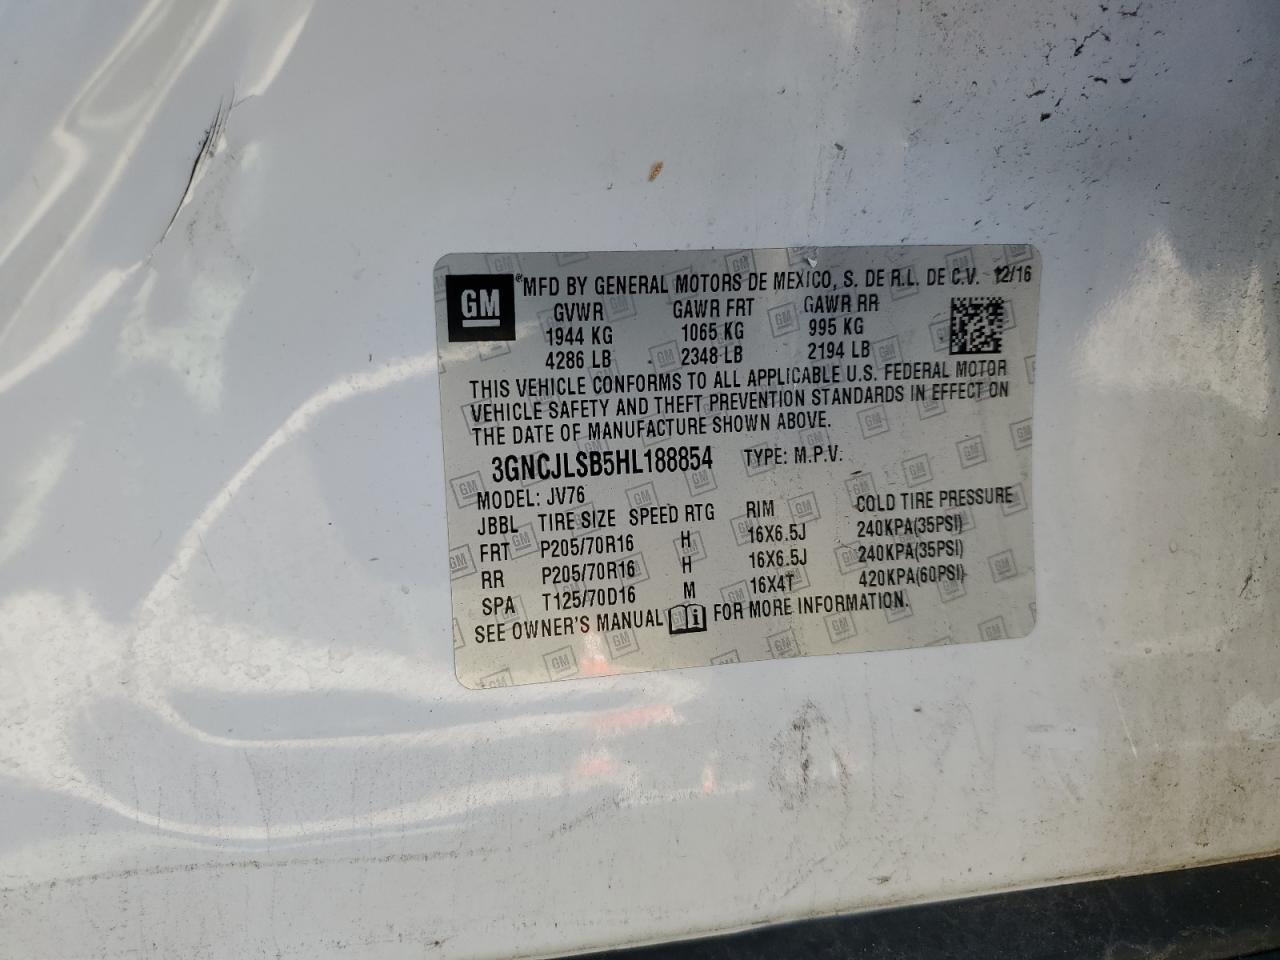 GM ®MFD BY GENERAL MOTORS DE MEXICO, S. DE R.L. DE C.V. 12/16
GVWR GAWR FRT GAWR RR
1944 KG 1065 KG 995 KG
4286 LB 2348 LB 2194 LB
THIS VEHICLE CONFORMS TO ALL APPLICABLE U.S. FEDERAL MOTOR
VEHICLE SAFETY AND THEFT PREVENTION STANDARDS IN EFFECT ON
THE DATE OF MANUFACTURE SHOWN ABOVE.
3GNCJLSB5HL188854 TYPE: M.P.V.
MODEL: JV76
JBBL TIRE SIZE SPEED RTG RIM COLD TIRE PRESSURE
FRT P205/70R16 H 16X6.5J 240KPA(35PSI)
RR P205/70R16 H 16X6.5J 240KPA(35PSI)
SPA T125/70D16 M 16X4T 420KPA(60PSI)
SEE OWNER'S MANUAL FOR MORE INFORMATION.